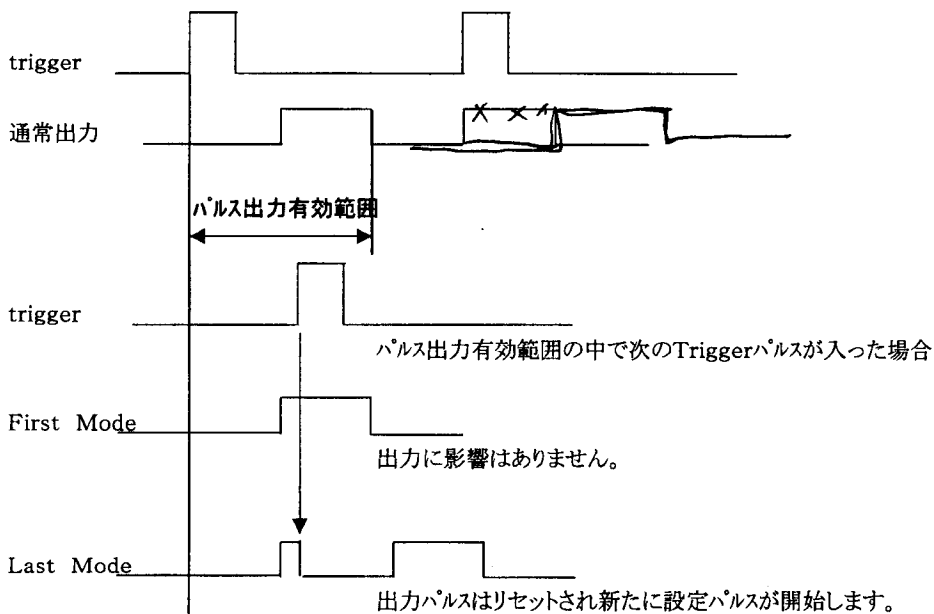 trigger
通常出力
パルス出力有効範囲
trigger
パルス出力有効範囲の中で次のTriggerパルスが入った場合
First Mode
出力に影響はありません。
Last Mode
出力パルスはリセットされ新たに設定パルスが開始します。